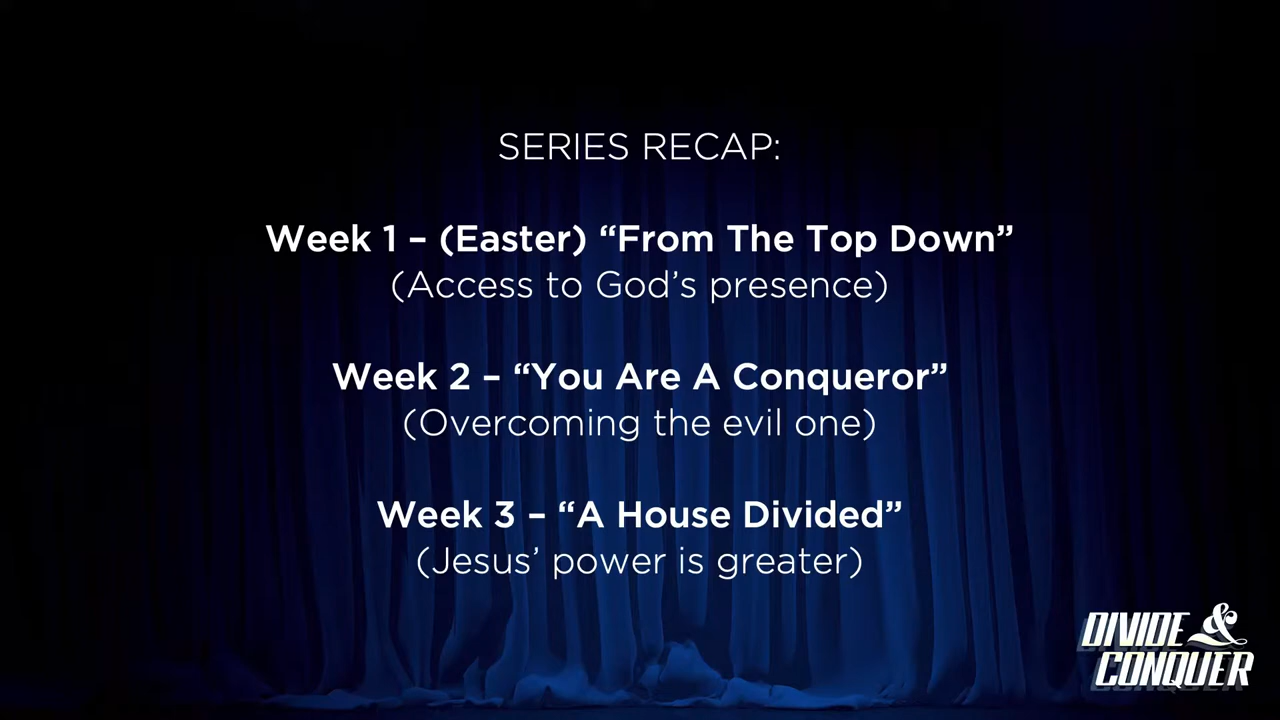 SERIES RECAP:
Week 1 – (Easter) “From The Top Down”
(Access to God’s presence)
Week 2 – “You Are A Conqueror”
(Overcoming the evil one)
Week 3 – “A House Divided”
(Jesus’ power is greater)
DIVIDE &
CONQUER